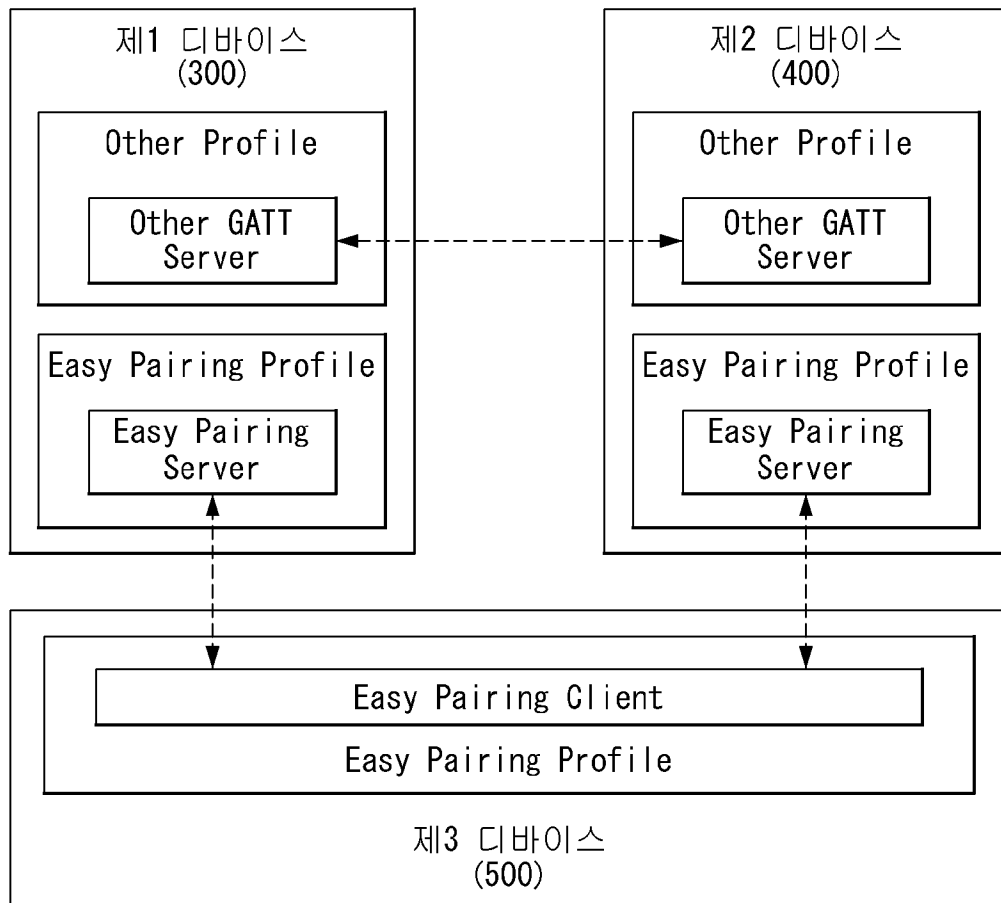 제1 디바이스
(300)
Other Profile
Other GATT
Server
Easy Pairing Profile
Easy Pairing
Server
제2 디바이스
(400)
Other Profile
Other GATT
Server
Easy Pairing Profile
Easy Pairing
Server
Easy Pairing Client
Easy Pairing Profile
제3 디바이스
(500)